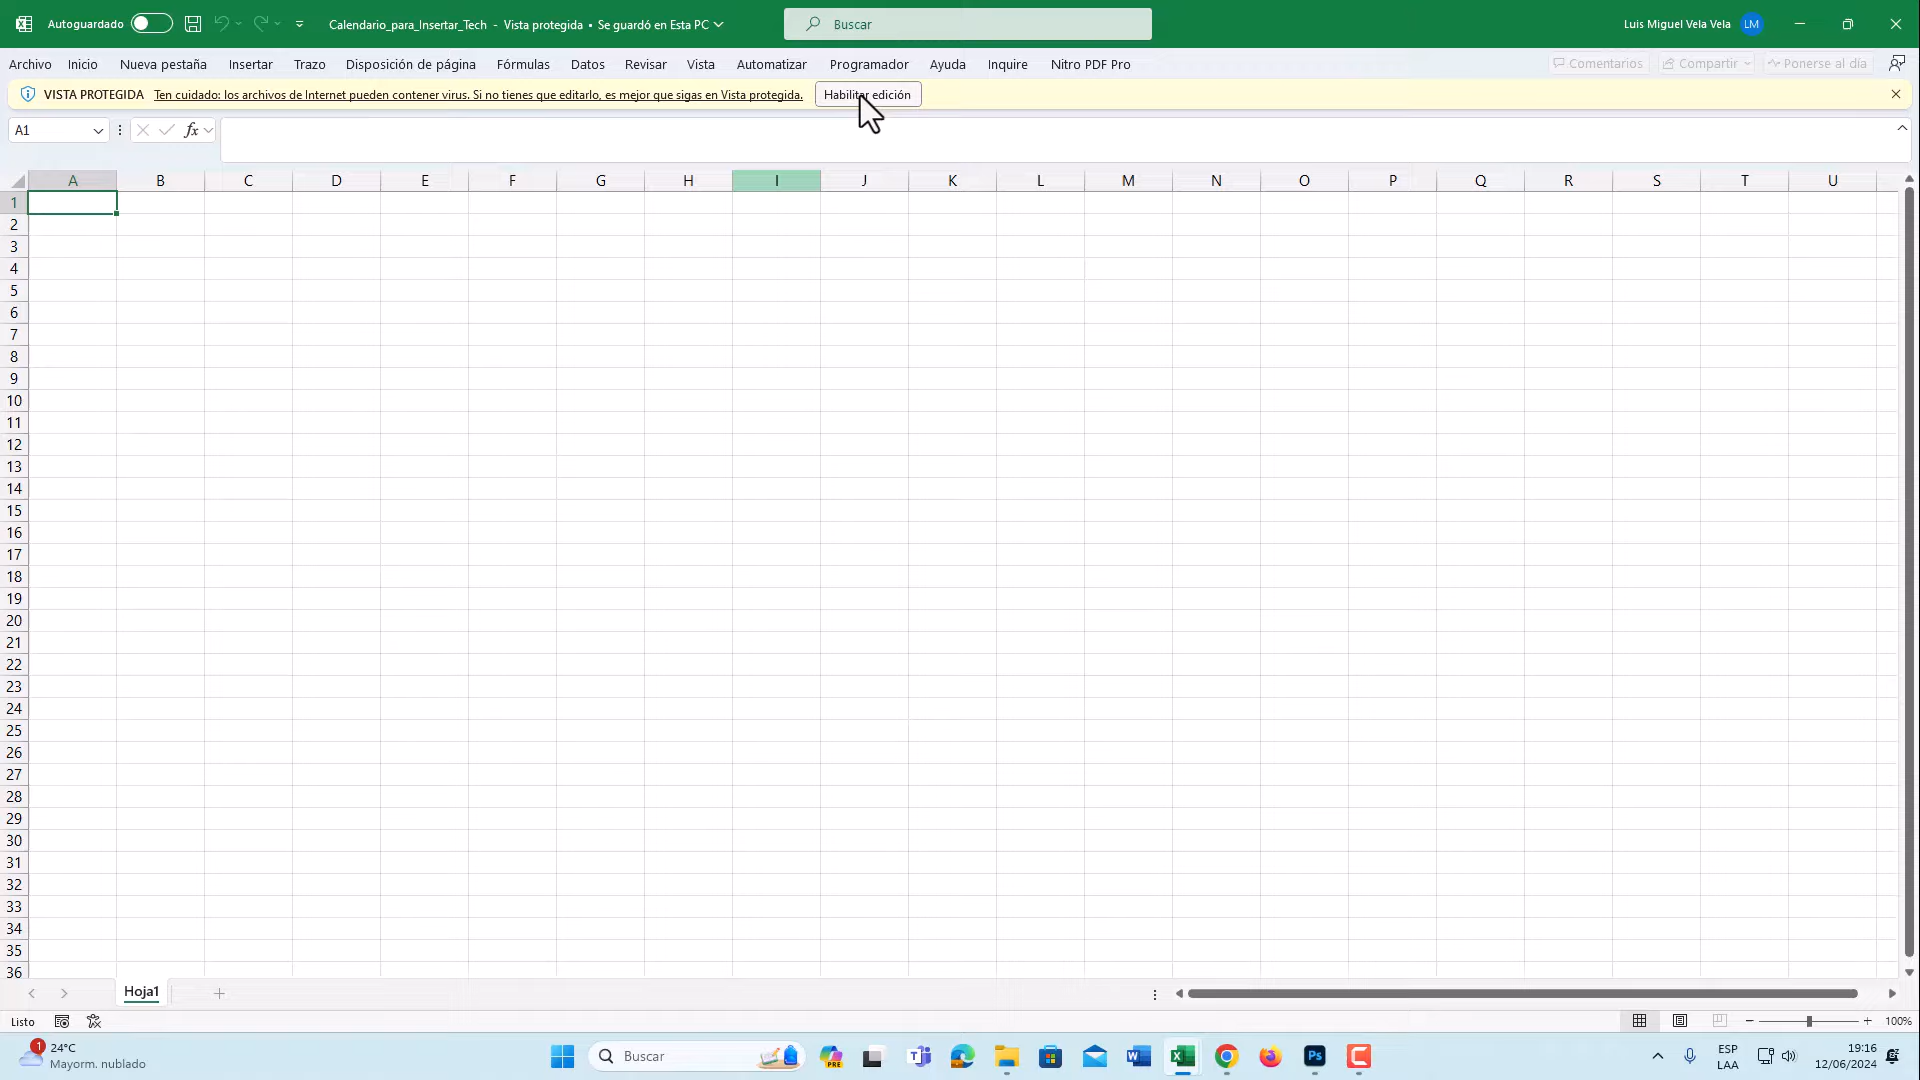 Autoguardado
Calendario_para_Insertar_Tech - Vista protegida • Se guardó en Esta PC
Buscar
Luis Miguel Vela Vela
LM
Archivo Inicio Nueva pestaña Insertar Trazo Disposición de página Fórmulas Datos Revisar Vista Automatizar Programador Ayuda Inquire Nitro PDF Pro
Comentarios Compartir Ponerse al día
VISTA PROTEGIDA Ten cuidado: los archivos de Internet pueden contener virus. Si no tienes que editarlo, es mejor que sigas en Vista protegida. Habilitar edición
A1
fx
A B C D E F G H I J K L M N O P Q R S T U
1
2
3
4
5
6
7
8
9
10
11
12
13
14
15
16
17
18
19
20
21
22
23
24
25
26
27
28
29
30
31
32
33
34
35
36
Hoja1
Listo
100%
1
24°C
Mayorm. nublado
Buscar
PRE
W
Ps
C
ESP
LAA
19:16
12/06/2024